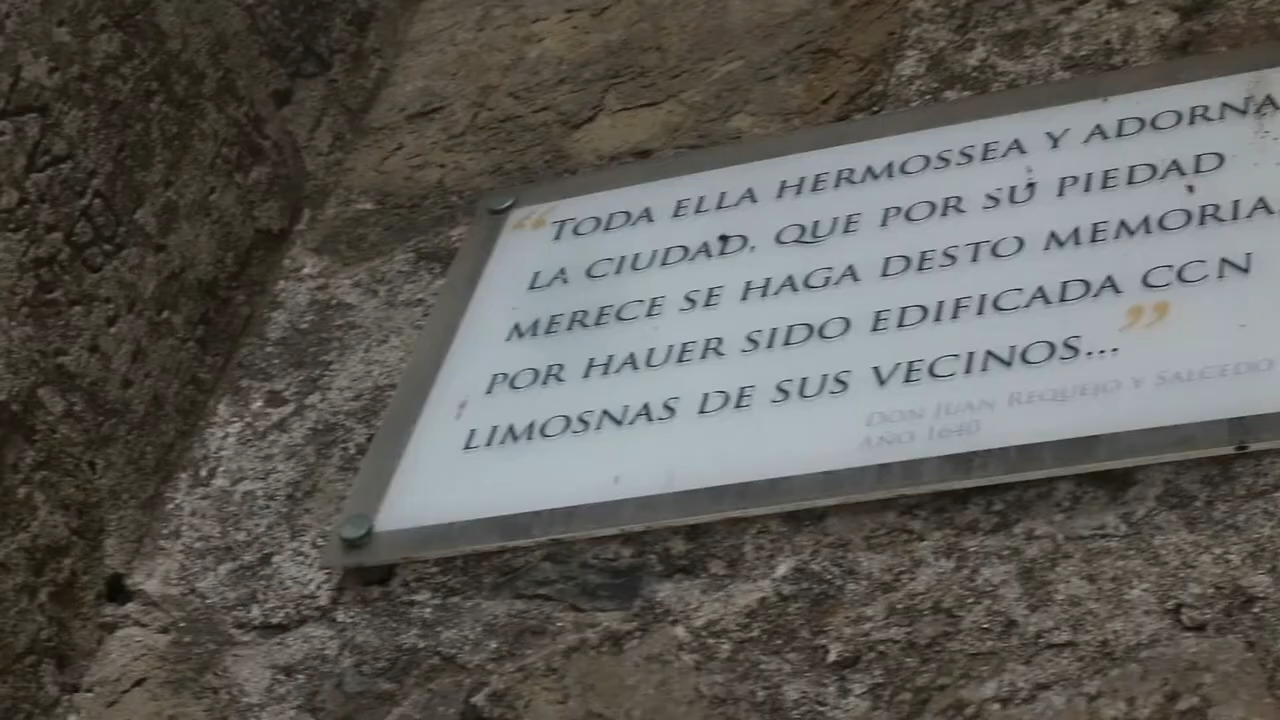 “TODA ELLA HERMOSSEA Y ADORNA
LA CIUDAD, QUE POR SU PIEDAD
MERECE SE HAGA DESTO MEMORIA
POR HAUER SIDO EDIFICADA CON
LIMOSNAS DE SUS VECINOS...”
DON JUAN REQUEJO Y SALCEDO
AÑO 1640